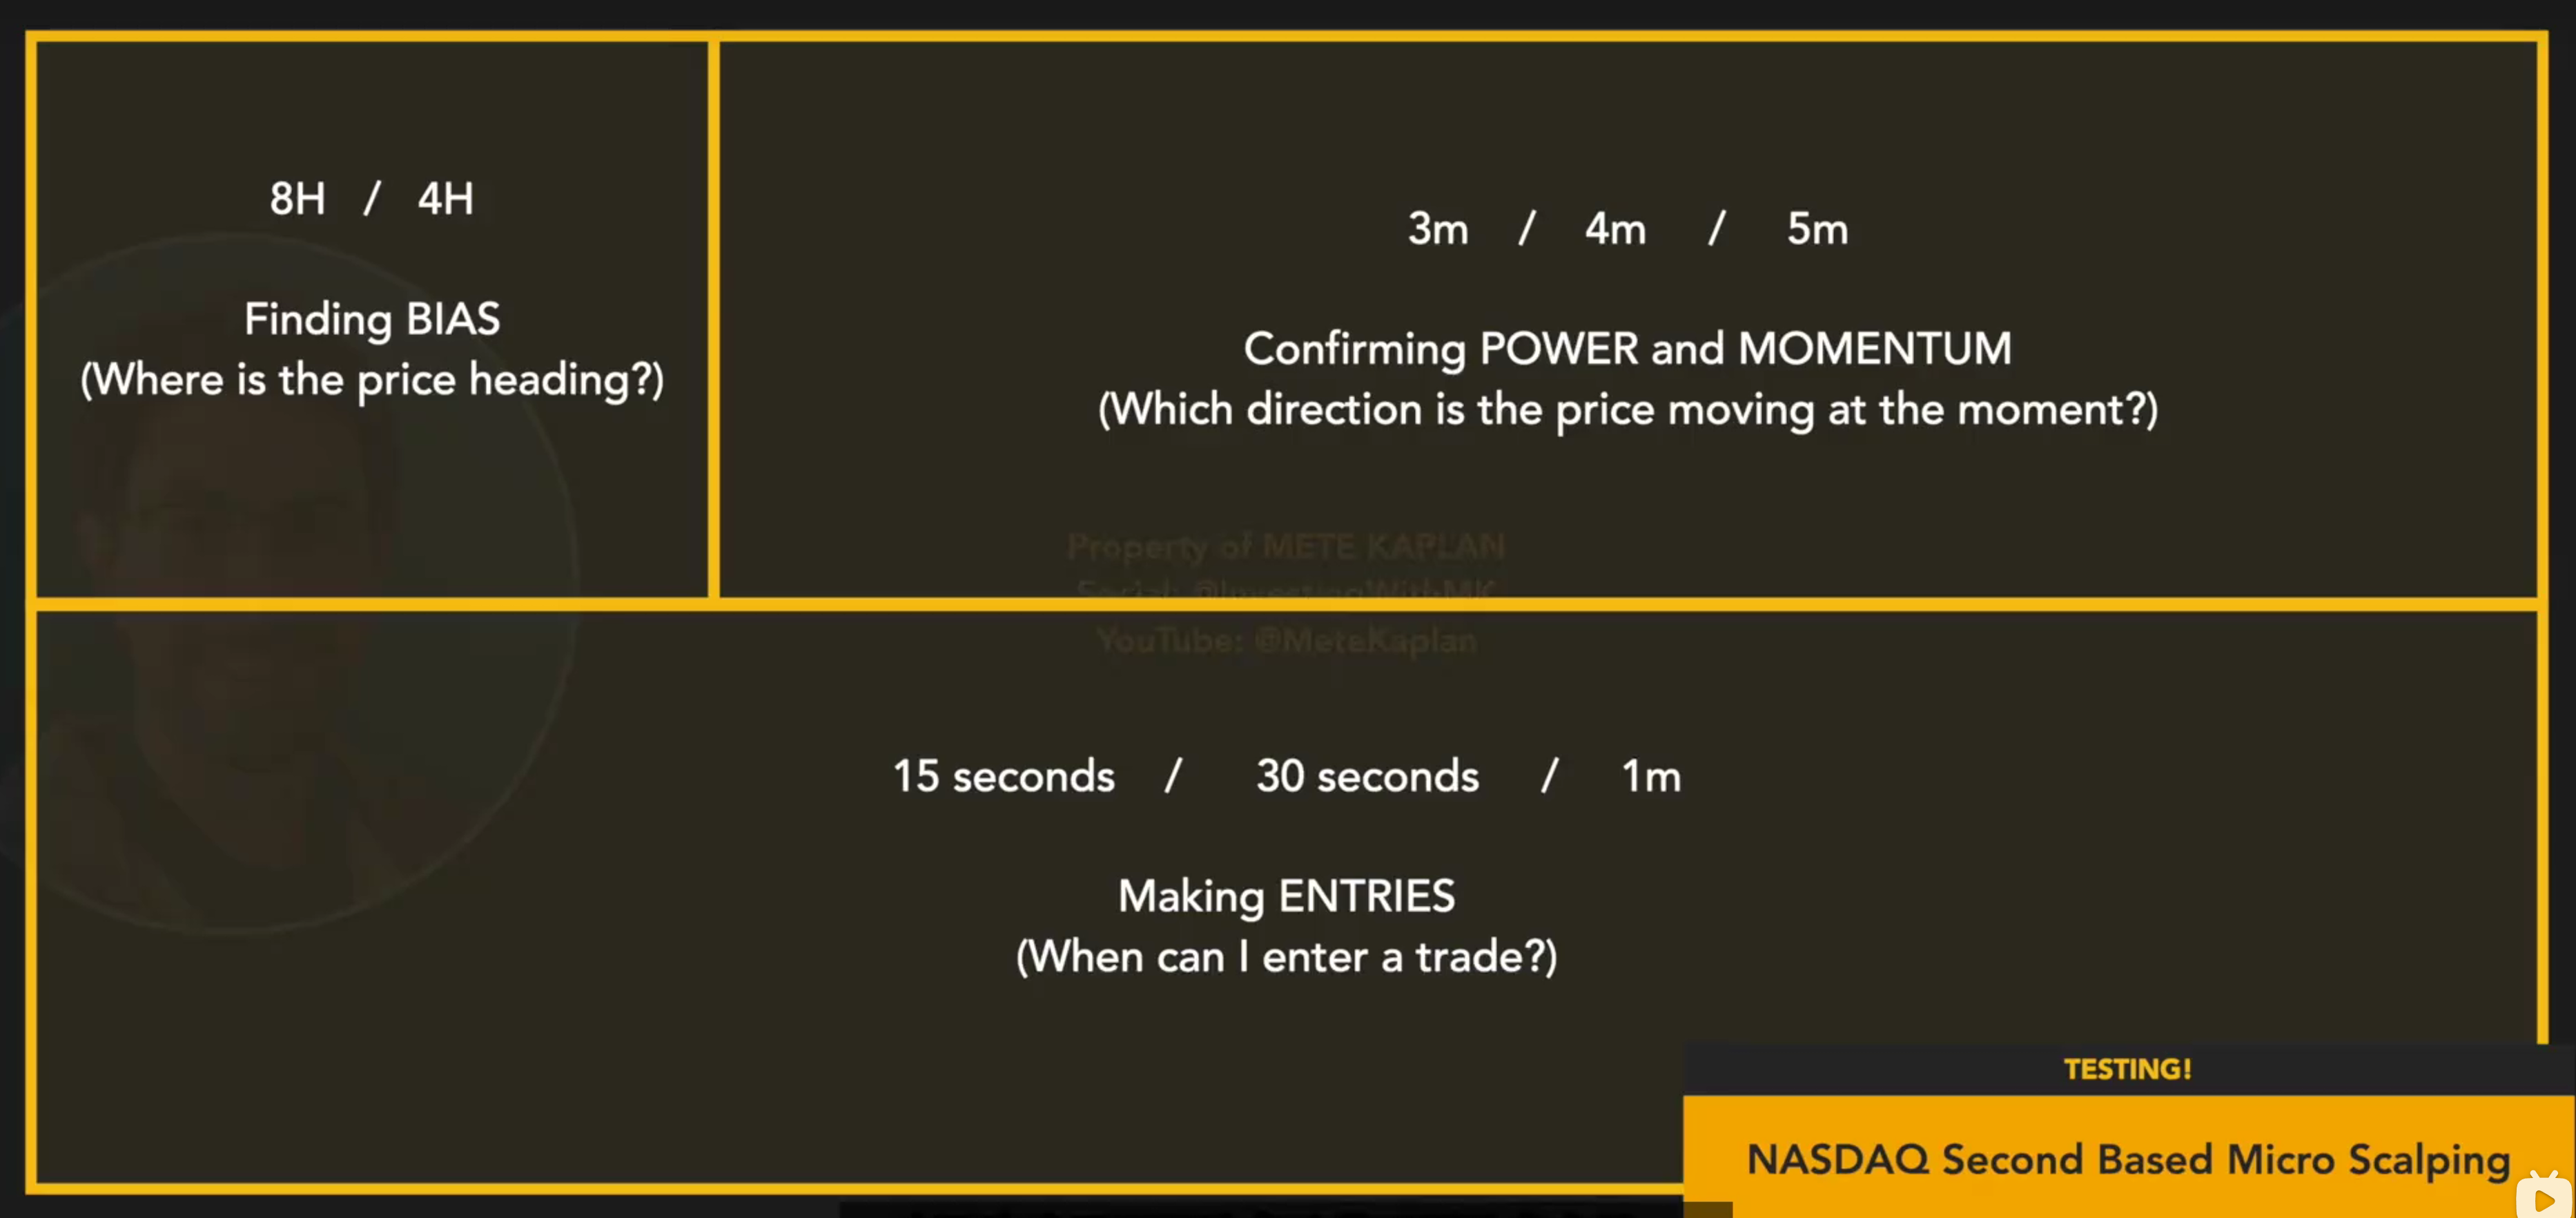 8H / 4H
Finding BIAS
(Where is the price heading?)
3m / 4m / 5m
Confirming POWER and MOMENTUM
(Which direction is the price moving at the moment?)
Property of METE KAPLAN
Social: @InvestingWithMK
YouTube: @MeteKaplan
15 seconds / 30 seconds / 1m
Making ENTRIES
(When can I enter a trade?)
TESTING!
NASDAQ Second Based Micro Scalping